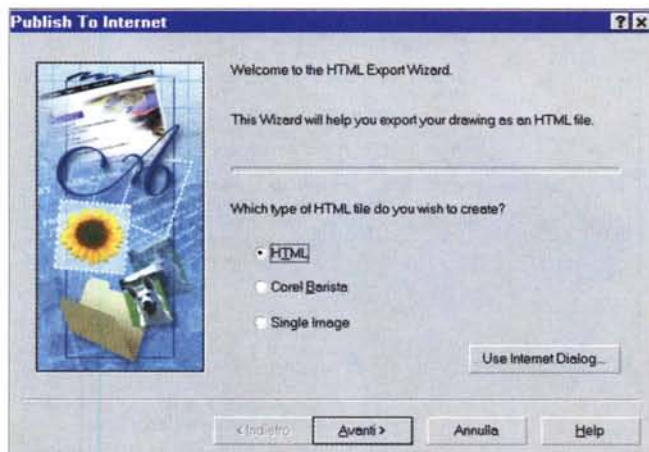 Publish To Internet
Welcome to the HTML Export Wizard.
This Wizard will help you export your drawing as an HTML file.
Which type of HTML file do you wish to create?
HTML
Corel Barista
Single Image
Use Internet Dialog...
< Indietro
Avanti >
Annulla
Help